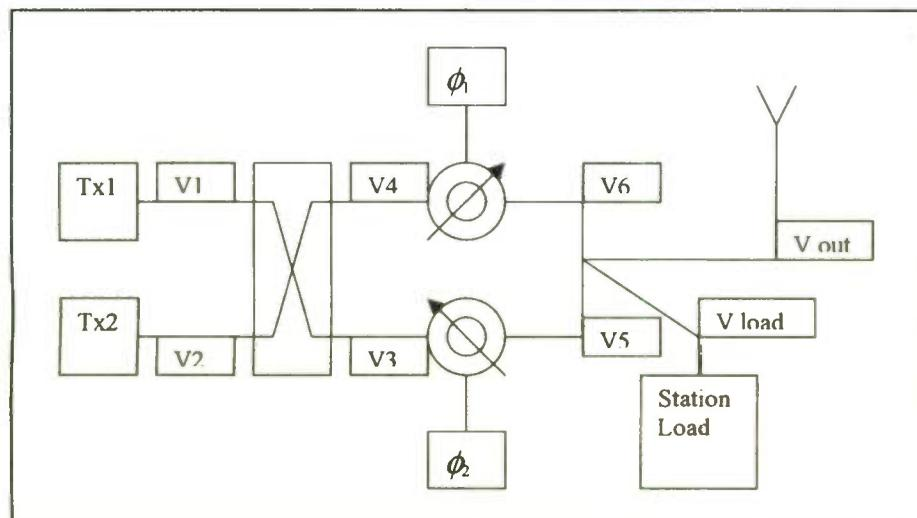 ϕ₁
Tx1
V1
V4
V6
V out
Tx2
V2
V3
V5
V load
Station
Load
ϕ₂